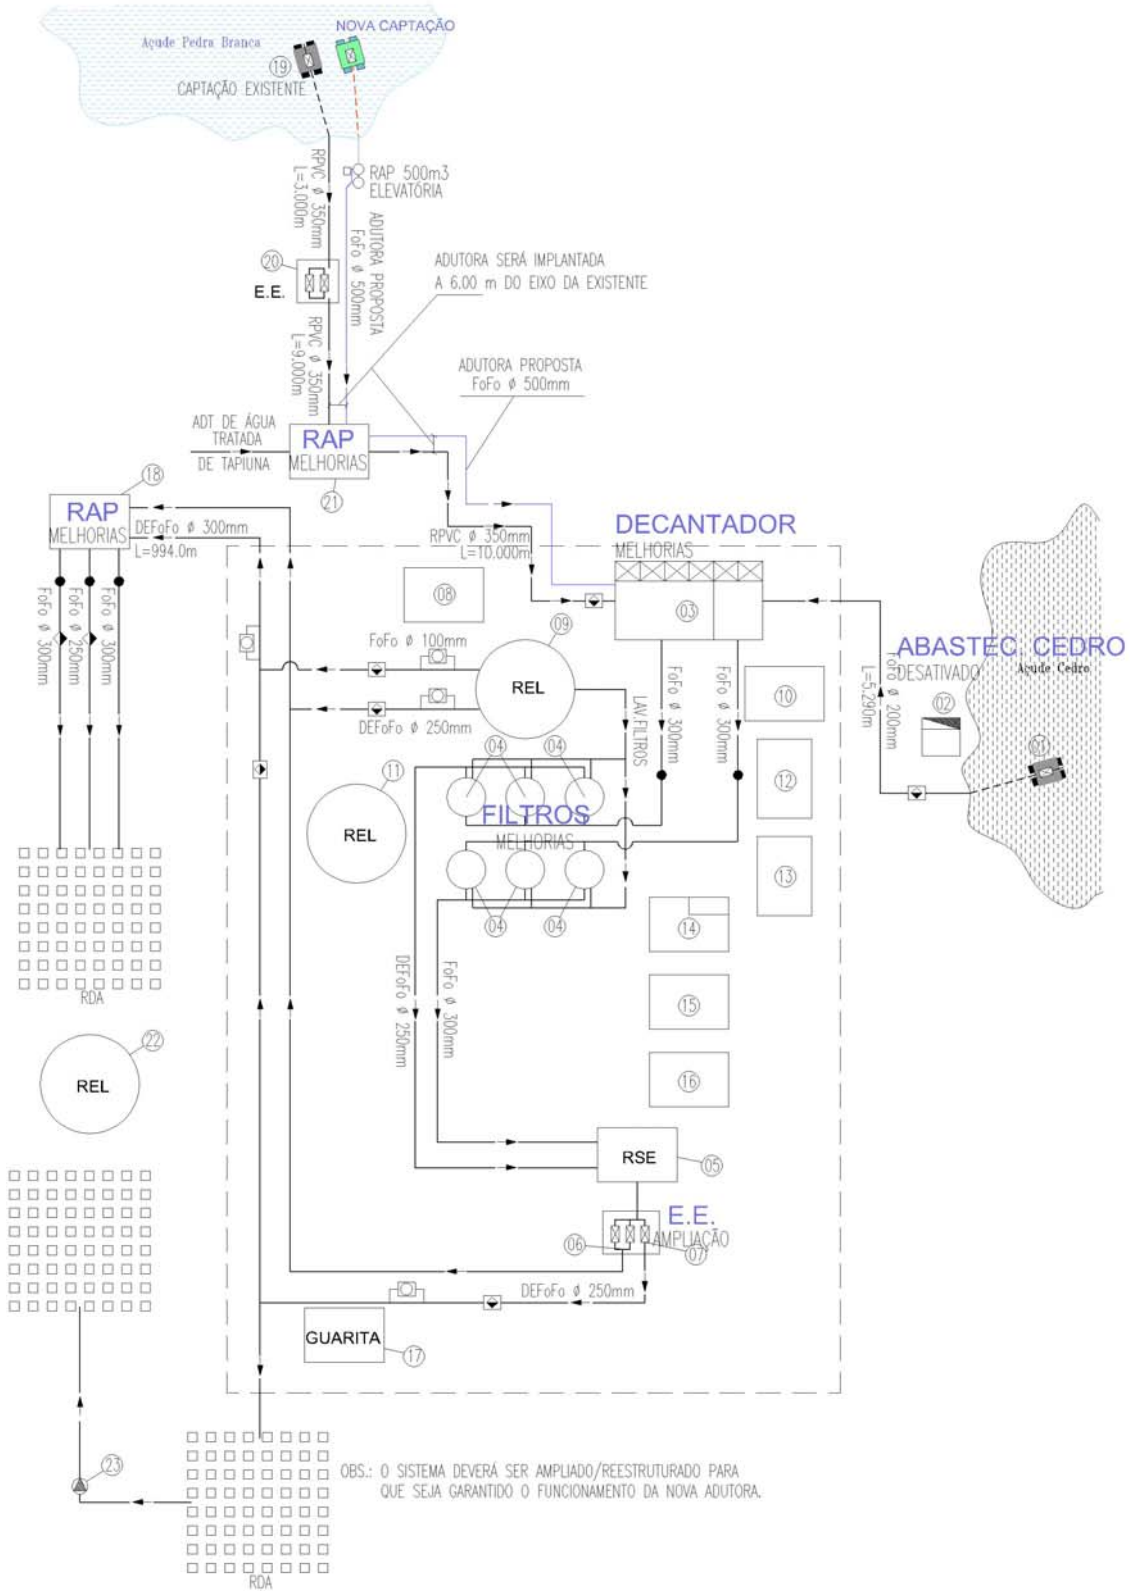 NOVA CAPTAÇÃO
Açude Pedra Branca
19
CAPTAÇÃO EXISTENTE
RPVC ø 350mm
L=3.000m
RAP 500m3
ELEVATÓRIA
ADUTORA PROPOSTA
FoFo ø 500mm
20
E.E.
ADUTORA SERÁ IMPLANTADA
A 6.00 m DO EIXO DA EXISTENTE
RPVC ø 350mm
L=9.000m
ADUTORA PROPOSTA
FoFo ø 500mm
ADT DE ÁGUA
TRATADA
DE TAPIUNA
RAP
MELHORIAS
21
18
RAP
MELHORIAS
DEFoFo ø 300mm
L=994.0m
RPVC ø 350mm
L=10.000m
DECANTADOR
MELHORIAS
03
08
09
FoFo ø 100mm
REL
DEFoFo ø 250mm
FoFo ø 300mm
FoFo ø 250mm
FoFo ø 300mm
LAV.FILTROS
FoFo ø 300mm
FoFo ø 300mm
ABASTEC. CEDRO
DESATIVADO
Açude Cedro
FoFo ø 200mm
L=5.290m
02
01
10
04
04
11
REL
FILTROS
MELHORIAS
12
13
04
04
14
DEFoFo ø 250mm
FoFo ø 300mm
15
16
RDA
22
REL
RSE
05
E.E.
AMPLIAÇÃO
06
07
DEFoFo ø 250mm
GUARITA
17
23
OBS.: O SISTEMA DEVERÁ SER AMPLIADO/REESTRUTURADO PARA
QUE SEJA GARANTIDO O FUNCIONAMENTO DA NOVA ADUTORA.
RDA